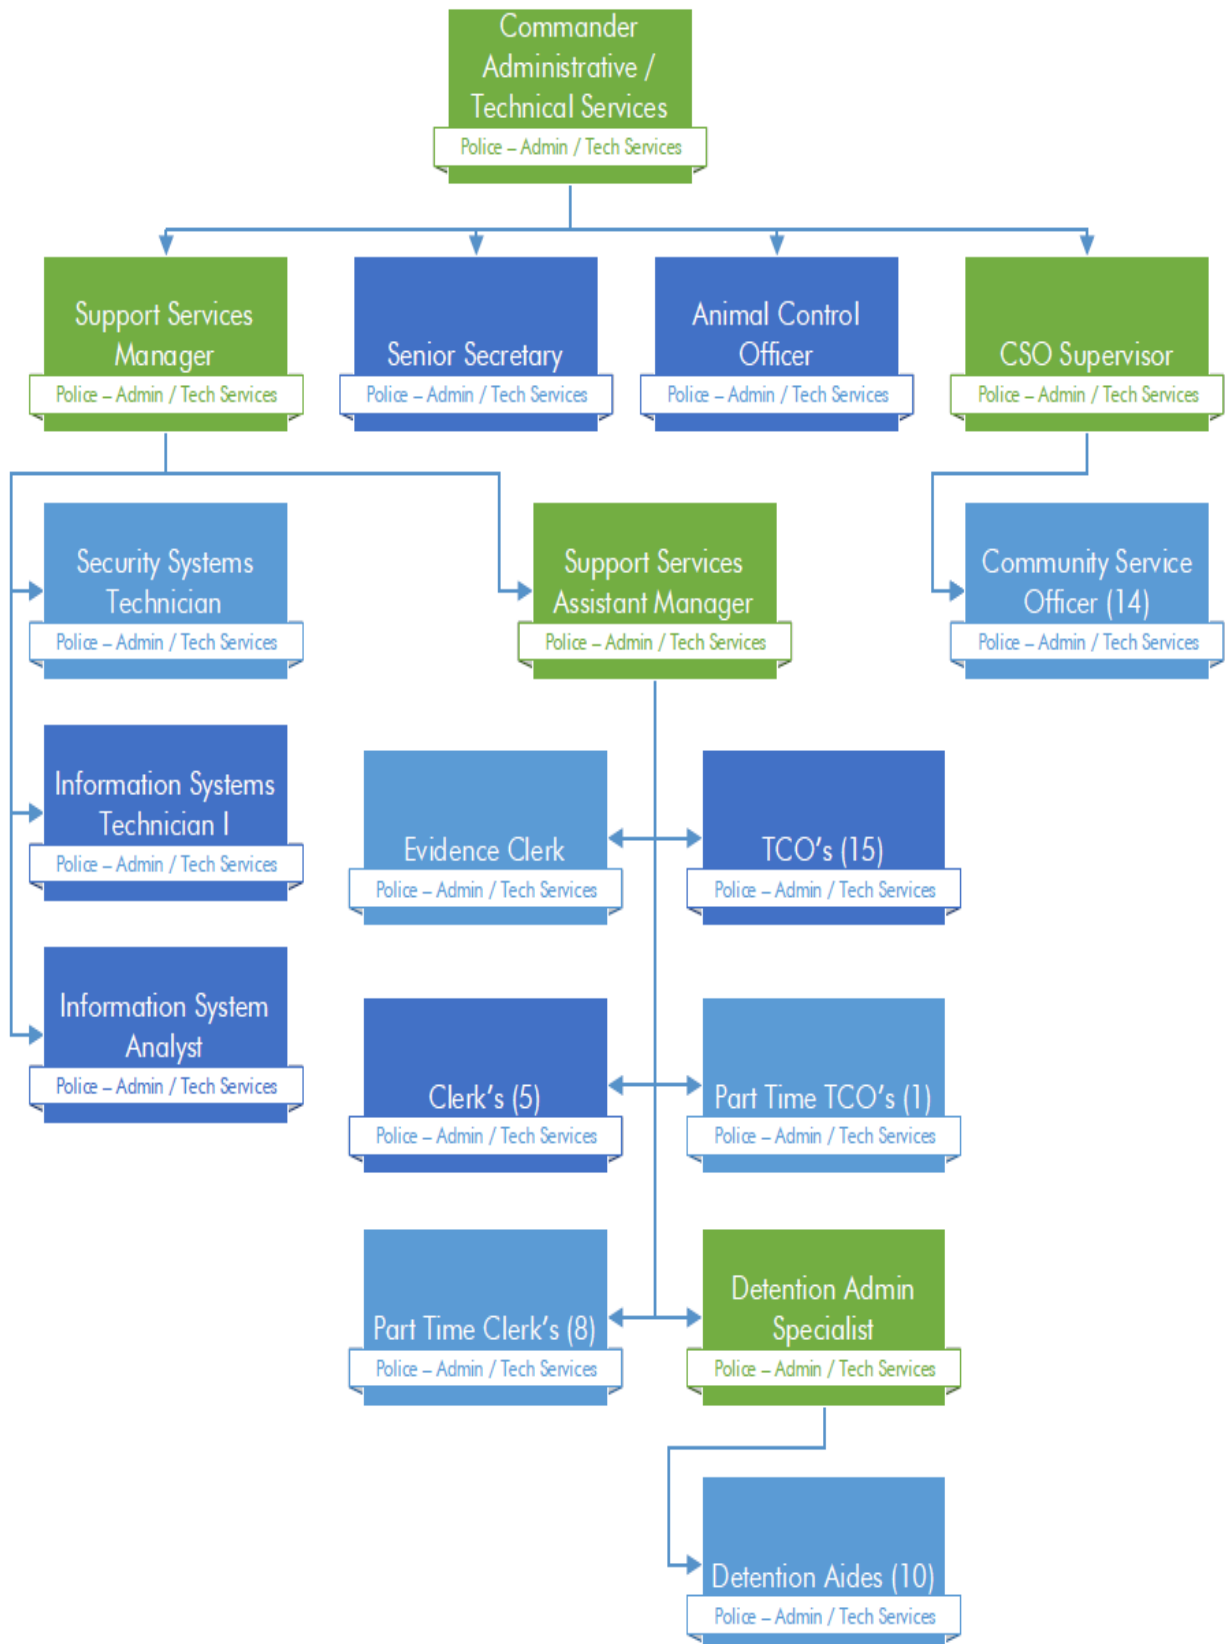 Commander
Administrative /
Technical Services
Police – Admin / Tech Services
Support Services
Manager
Police – Admin / Tech Services
Senior Secretary
Police – Admin / Tech Services
Animal Control
Officer
Police – Admin / Tech Services
CSO Supervisor
Police – Admin / Tech Services
Security Systems
Technician
Police – Admin / Tech Services
Support Services
Assistant Manager
Police – Admin / Tech Services
Community Service
Officer (14)
Police – Admin / Tech Services
Information Systems
Technician I
Police – Admin / Tech Services
Evidence Clerk
Police – Admin / Tech Services
TCO's (15)
Police – Admin / Tech Services
Information System
Analyst
Police – Admin / Tech Services
Clerk's (5)
Police – Admin / Tech Services
Part Time TCO's (1)
Police – Admin / Tech Services
Part Time Clerk's (8)
Police – Admin / Tech Services
Detention Admin
Specialist
Police – Admin / Tech Services
Detention Aides (10)
Police – Admin / Tech Services